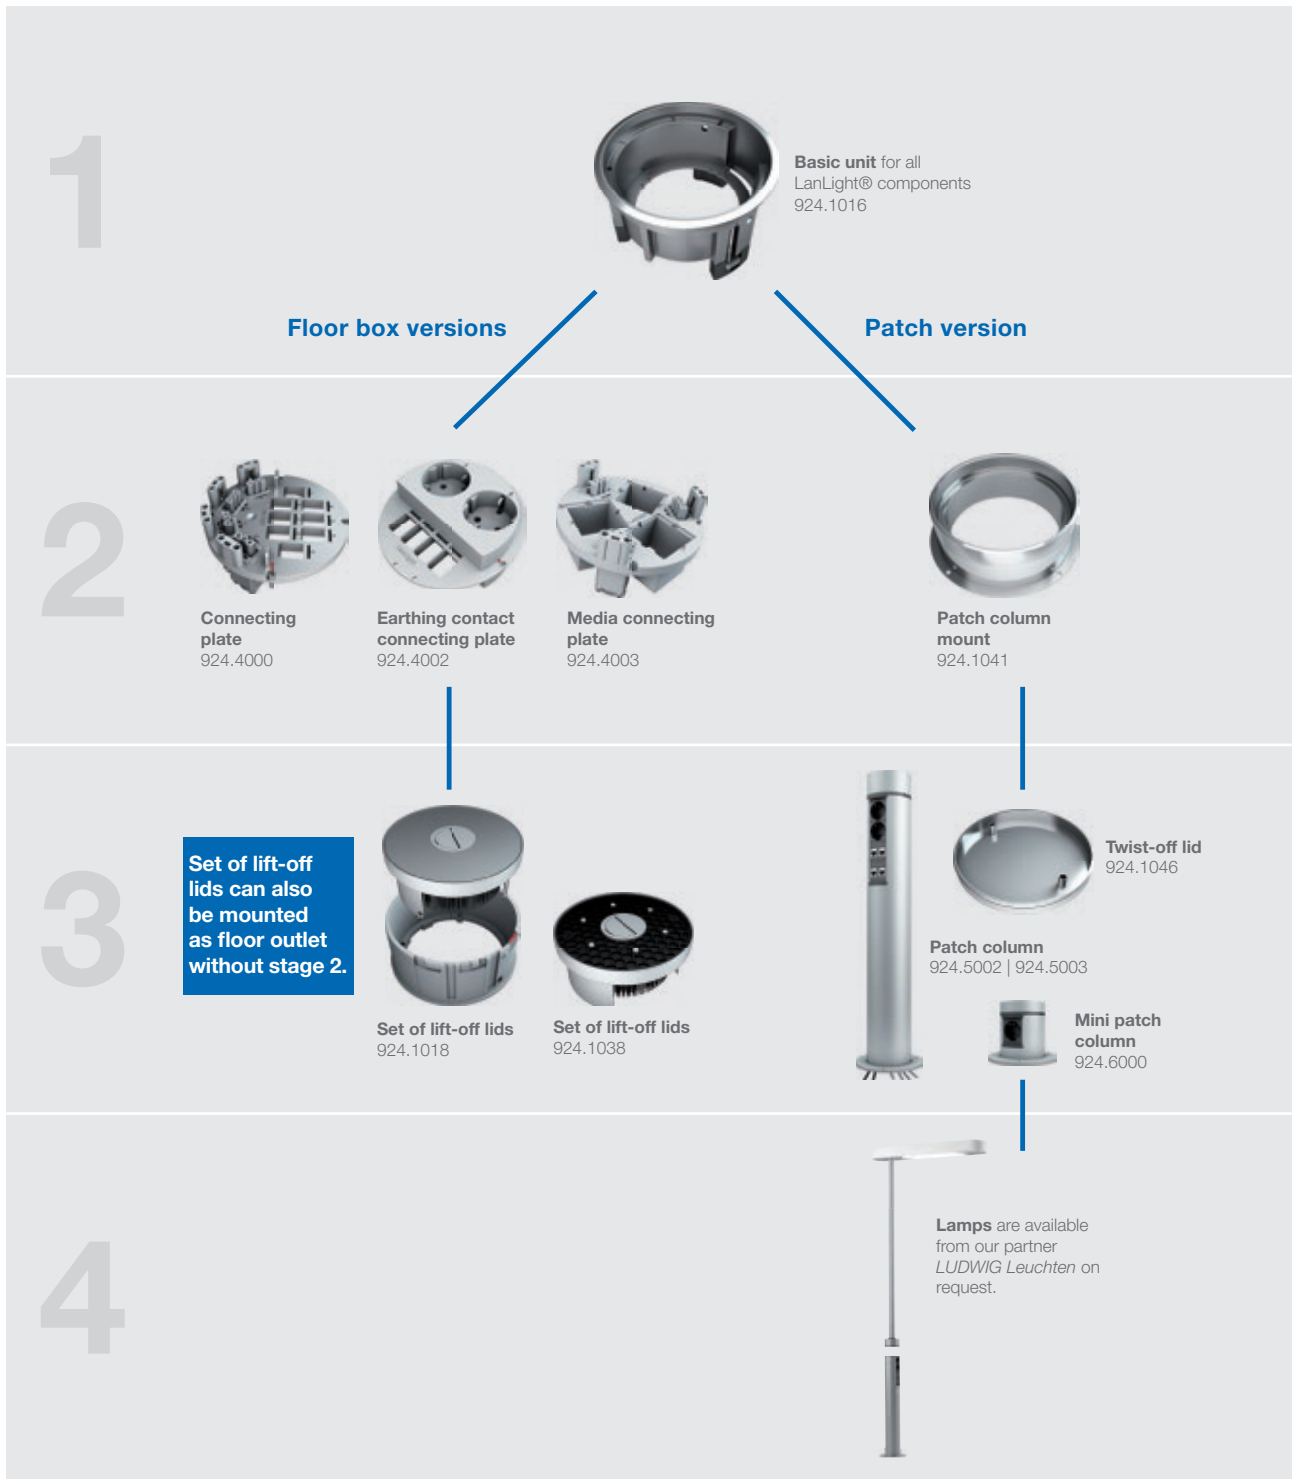 1
Basic unit for all
LanLight® components
924.1016
Floor box versions
Patch version
2
Connecting
plate
924.4000
Earthing contact
connecting plate
924.4002
Media connecting
plate
924.4003
Patch column
mount
924.1041
3
Set of lift-off
lids can also
be mounted
as floor outlet
without stage 2.
Set of lift-off lids
924.1018
Set of lift-off lids
924.1038
Twist-off lid
924.1046
Patch column
924.5002 | 924.5003
Mini patch
column
924.6000
4
Lamps are available
from our partner
LUDWIG Leuchten on
request.